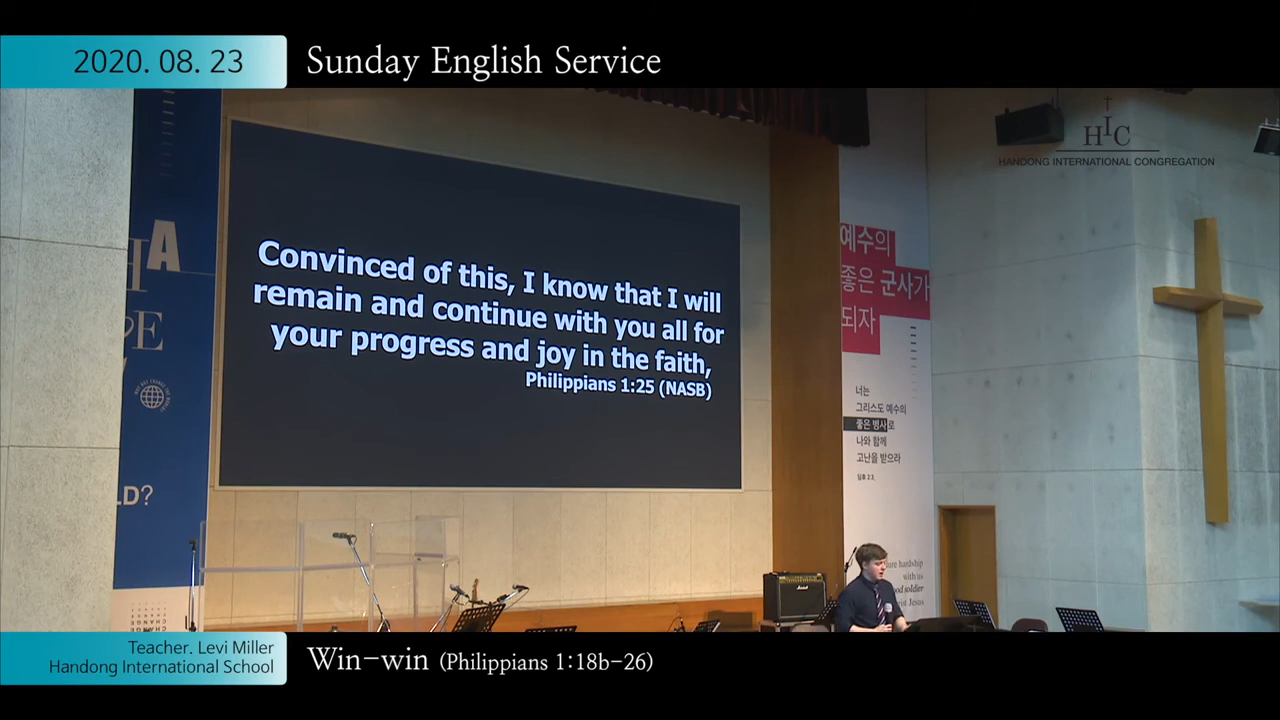 2020. 08. 23
Sunday English Service
HIC
HANDONG INTERNATIONAL CONGREGATION
Convinced of this, I know that I will
remain and continue with you all for
your progress and joy in the faith,
Philippians 1:25 (NASB)
예수의
좋은 군사가
되자
너는
그리스도 예수의
좋은 병사로
나와 함께
고난을 받으라
딤후 2:3.
with us
Marshall
LD?
Teacher. Levi Miller
Handong International School
Win-win (Philippians 1:18b-26)